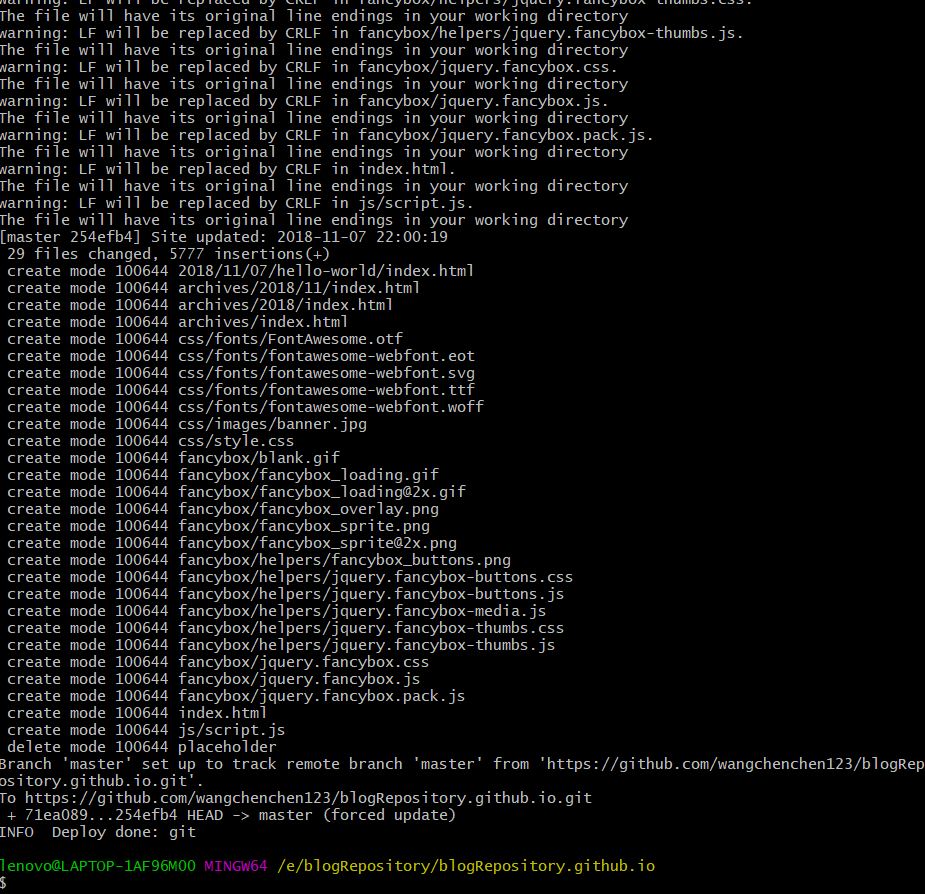 warning: LF will be replaced by CRLF in fancybox/helpers/jquery.fancybox-thumbs.css.
The file will have its original line endings in your working directory
warning: LF will be replaced by CRLF in fancybox/helpers/jquery.fancybox-thumbs.js.
The file will have its original line endings in your working directory
warning: LF will be replaced by CRLF in fancybox/jquery.fancybox.css.
The file will have its original line endings in your working directory
warning: LF will be replaced by CRLF in fancybox/jquery.fancybox.js.
The file will have its original line endings in your working directory
warning: LF will be replaced by CRLF in fancybox/jquery.fancybox.pack.js.
The file will have its original line endings in your working directory
warning: LF will be replaced by CRLF in index.html.
The file will have its original line endings in your working directory
warning: LF will be replaced by CRLF in js/script.js.
The file will have its original line endings in your working directory
[master 254efb4] Site updated: 2018-11-07 22:00:19
 29 files changed, 5777 insertions(+)
 create mode 100644 2018/11/07/hello-world/index.html
 create mode 100644 archives/2018/11/index.html
 create mode 100644 archives/2018/index.html
 create mode 100644 archives/index.html
 create mode 100644 css/fonts/FontAwesome.otf
 create mode 100644 css/fonts/fontawesome-webfont.eot
 create mode 100644 css/fonts/fontawesome-webfont.svg
 create mode 100644 css/fonts/fontawesome-webfont.ttf
 create mode 100644 css/fonts/fontawesome-webfont.woff
 create mode 100644 css/images/banner.jpg
 create mode 100644 css/style.css
 create mode 100644 fancybox/blank.gif
 create mode 100644 fancybox/fancybox_loading.gif
 create mode 100644 fancybox/fancybox_loading@2x.gif
 create mode 100644 fancybox/fancybox_overlay.png
 create mode 100644 fancybox/fancybox_sprite.png
 create mode 100644 fancybox/fancybox_sprite@2x.png
 create mode 100644 fancybox/helpers/fancybox_buttons.png
 create mode 100644 fancybox/helpers/jquery.fancybox-buttons.css
 create mode 100644 fancybox/helpers/jquery.fancybox-buttons.js
 create mode 100644 fancybox/helpers/jquery.fancybox-media.js
 create mode 100644 fancybox/helpers/jquery.fancybox-thumbs.css
 create mode 100644 fancybox/helpers/jquery.fancybox-thumbs.js
 create mode 100644 fancybox/jquery.fancybox.css
 create mode 100644 fancybox/jquery.fancybox.js
 create mode 100644 fancybox/jquery.fancybox.pack.js
 create mode 100644 index.html
 create mode 100644 js/script.js
 delete mode 100644 placeholder
Branch 'master' set up to track remote branch 'master' from 'https://github.com/wangchenchen123/blogRep
ository.github.io.git'.
To https://github.com/wangchenchen123/blogRepository.github.io.git
 + 71ea089...254efb4 HEAD -> master (forced update)
INFO  Deploy done: git
lenovo@LAPTOP-1AF96MOO MINGW64 /e/blogRepository/blogRepository.github.io
$